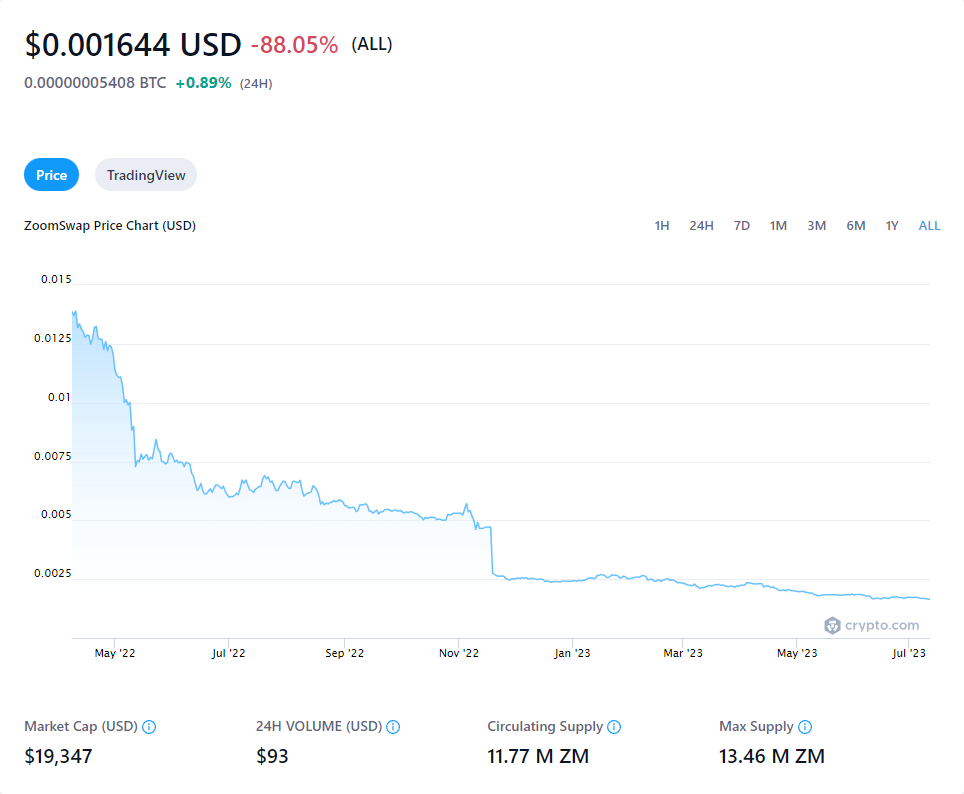 $0.001644 USD -88.05% (ALL)
0.00000005408 BTC +0.89% (24H)
Price TradingView
ZoomSwap Price Chart (USD) 1H 24H 7D 1M 3M 6M 1Y ALL
0.015
0.0125
0.01
0.0075
0.005
0.0025
crypto.com
May '22 Jul '22 Sep '22 Nov '22 Jan '23 Mar '23 May '23 Jul '23
Market Cap (USD) 24H VOLUME (USD) Circulating Supply Max Supply
$19,347 $93 11.77 M ZM 13.46 M ZM